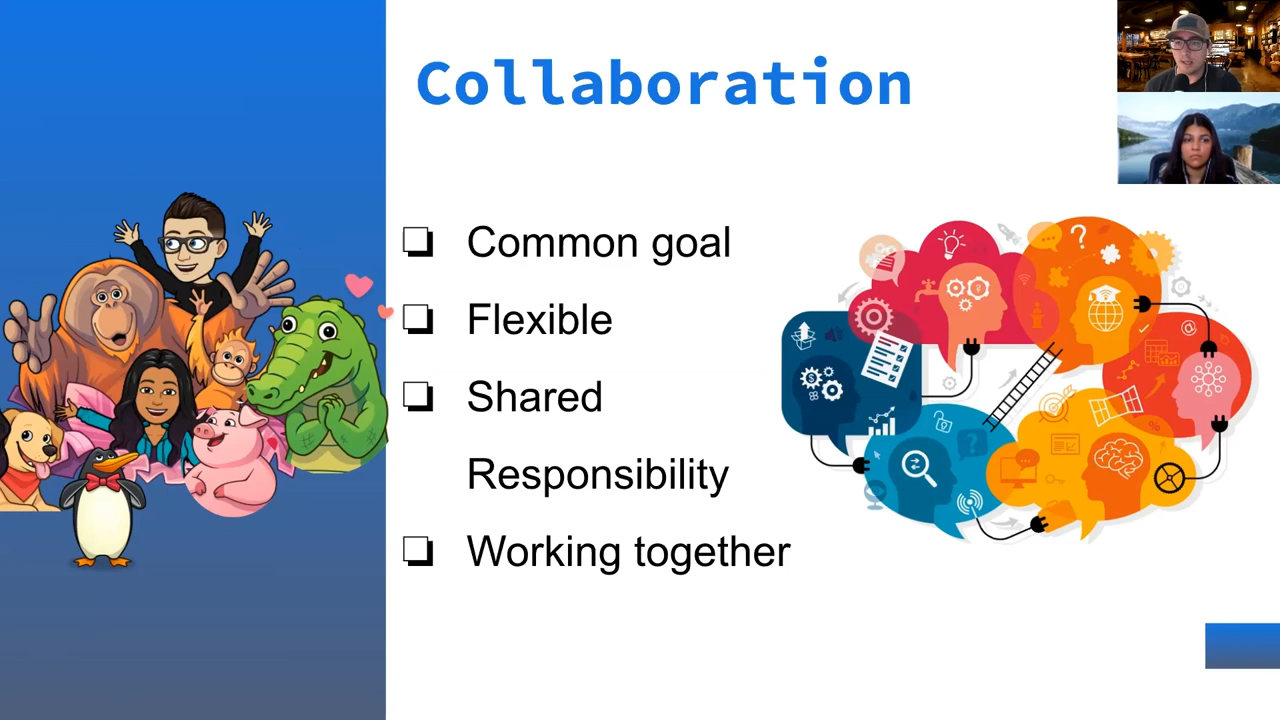 Collaboration
❏ Common goal
❏ Flexible
❏ Shared
Responsibility
❏ Working together